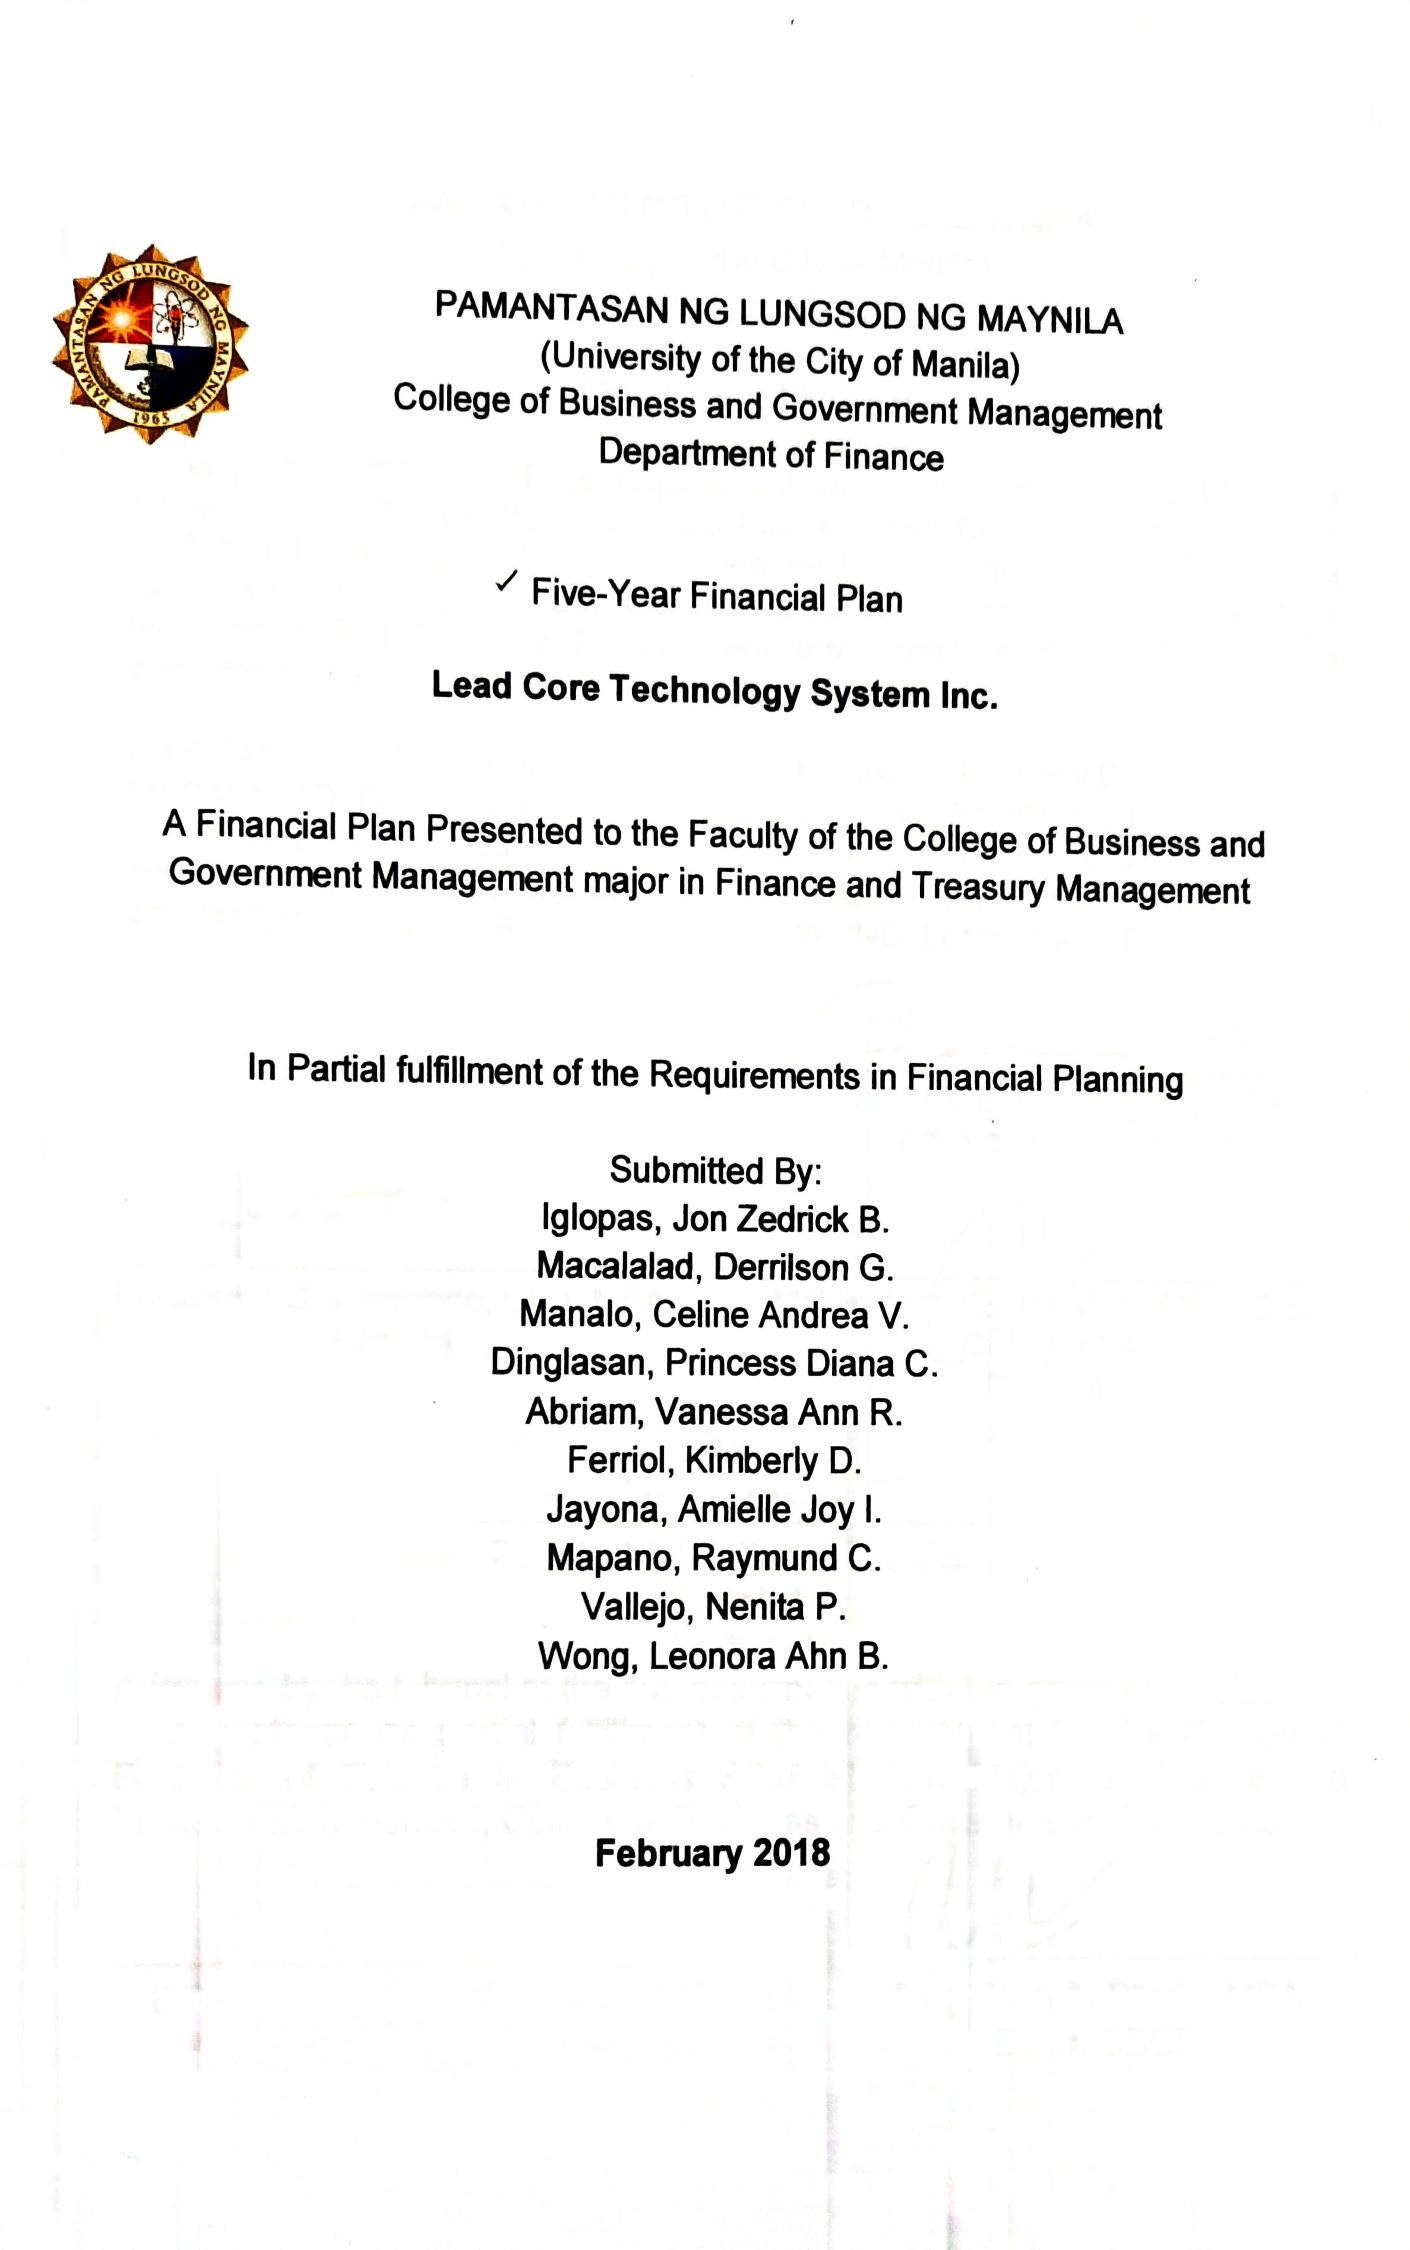 PAMANTASAN NG LUNGSOD NG MAYNILA
1965
PAMANTASAN NG LUNGSOD NG MAYNILA
(University of the City of Manila)
College of Business and Government Management
Department of Finance
✓ Five-Year Financial Plan
Lead Core Technology System Inc.
A Financial Plan Presented to the Faculty of the College of Business and
Government Management major in Finance and Treasury Management
In Partial fulfillment of the Requirements in Financial Planning
Submitted By:
Iglopas, Jon Zedrick B.
Macalalad, Derrilson G.
Manalo, Celine Andrea V.
Dinglasan, Princess Diana C.
Abriam, Vanessa Ann R.
Ferriol, Kimberly D.
Jayona, Amielle Joy I.
Mapano, Raymund C.
Vallejo, Nenita P.
Wong, Leonora Ahn B.
February 2018